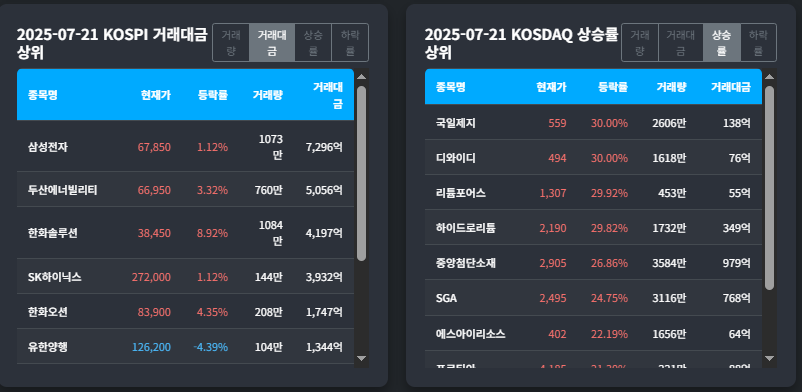 2025-07-21 KOSPI 거래대금
상위
거래
량
거래대
금
상승
률
하락
률
종목명 현재가 등락률 거래량 거래대
금
삼성전자 67,850 1.12% 1073
만 7,296억
두산에너빌리티 66,950 3.32% 760만 5,056억
한화솔루션 38,450 8.92% 1084
만 4,197억
SK하이닉스 272,000 1.12% 144만 3,932억
한화오션 83,900 4.35% 208만 1,747억
유한양행 126,200 -4.39% 104만 1,344억
2025-07-21 KOSDAQ 상승률
상위
거래
량
거래대
금
상승
률
하락
률
종목명 현재가 등락률 거래량 거래대금
국일제지 559 30.00% 2606만 138억
디와이디 494 30.00% 1618만 76억
리튬포어스 1,307 29.92% 453만 55억
하이드로리튬 2,190 29.82% 1732만 349억
중앙첨단소재 2,905 26.86% 3584만 979억
SGA 2,495 24.75% 3116만 768억
에스아이리소스 402 22.19% 1656만 64억